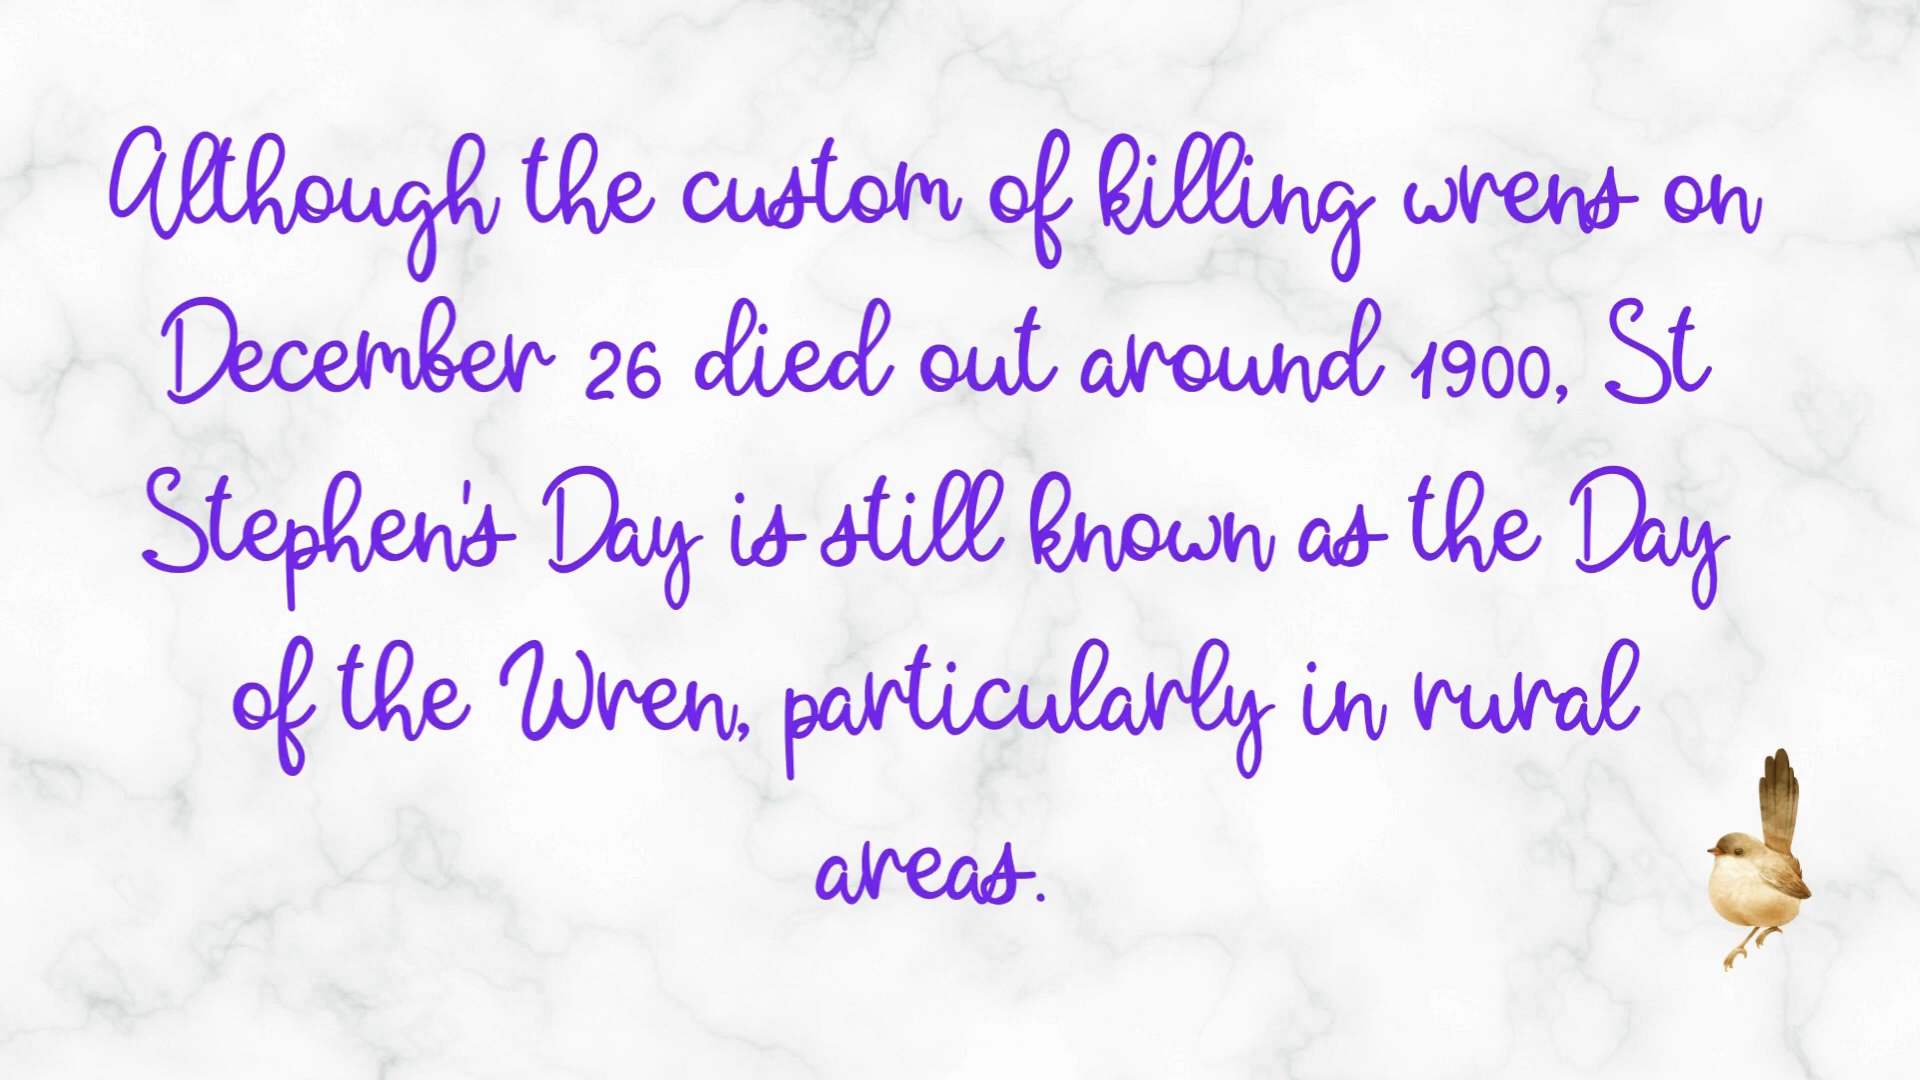 Although the custom of killing wrens on
December 26 died out around 1900, St
Stephen's Day is still known as the Day
of the Wren, particularly in rural
areas.